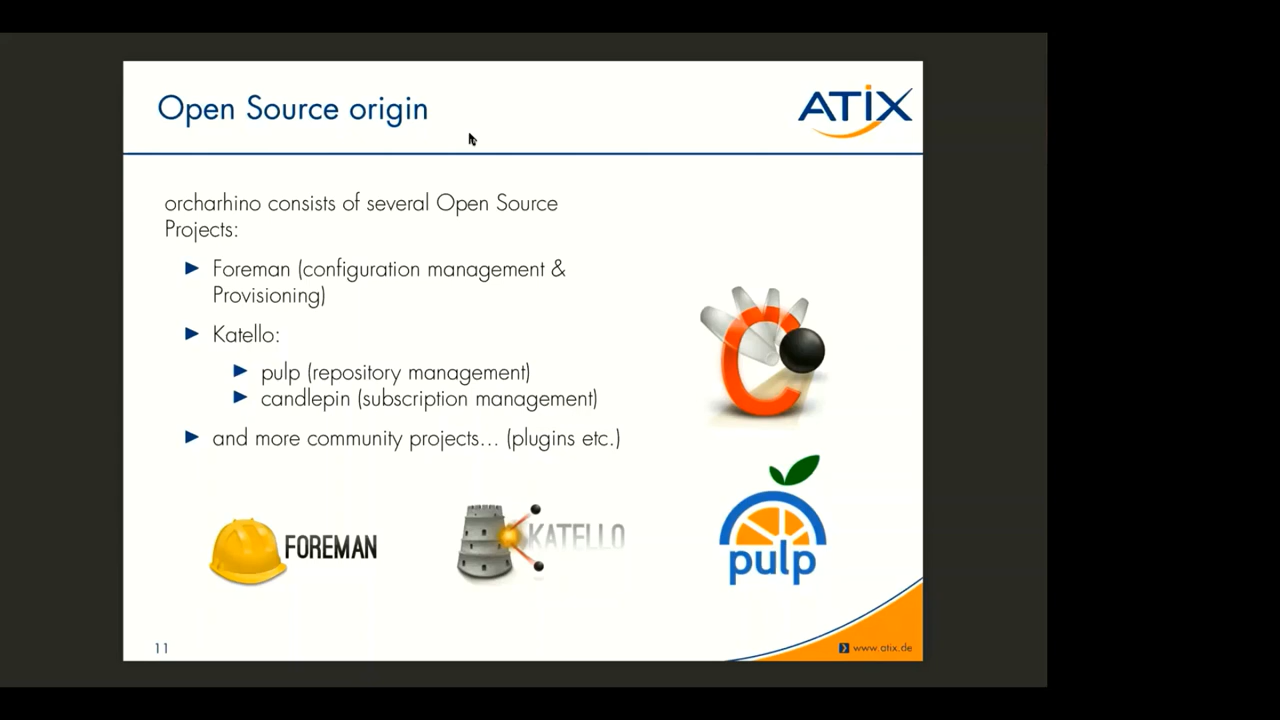 Open Source origin
ATIX
orcharhino consists of several Open Source
Projects:
Foreman (configuration management &
Provisioning)
Katello:
pulp (repository management)
candlepin (subscription management)
and more community projects... (plugins etc.)
FOREMAN
KATELLO
pulp
11
www.atix.de